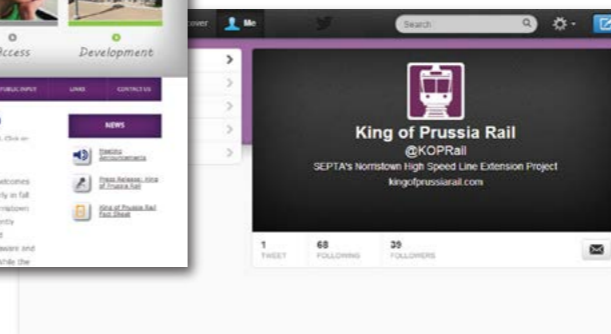 Access
Development
PUBLIC INPUT
LINKS
CONTACT US
NEWS
Meeting
Announcements
Press Release: King
of Prussia Rail
King of Prussia Rail
Fact Sheet
Me
Search
King of Prussia Rail
@KOPRail
SEPTA's Norristown High Speed Line Extension Project
kingofprussiarail.com
1
TWEET
68
FOLLOWING
39
FOLLOWERS